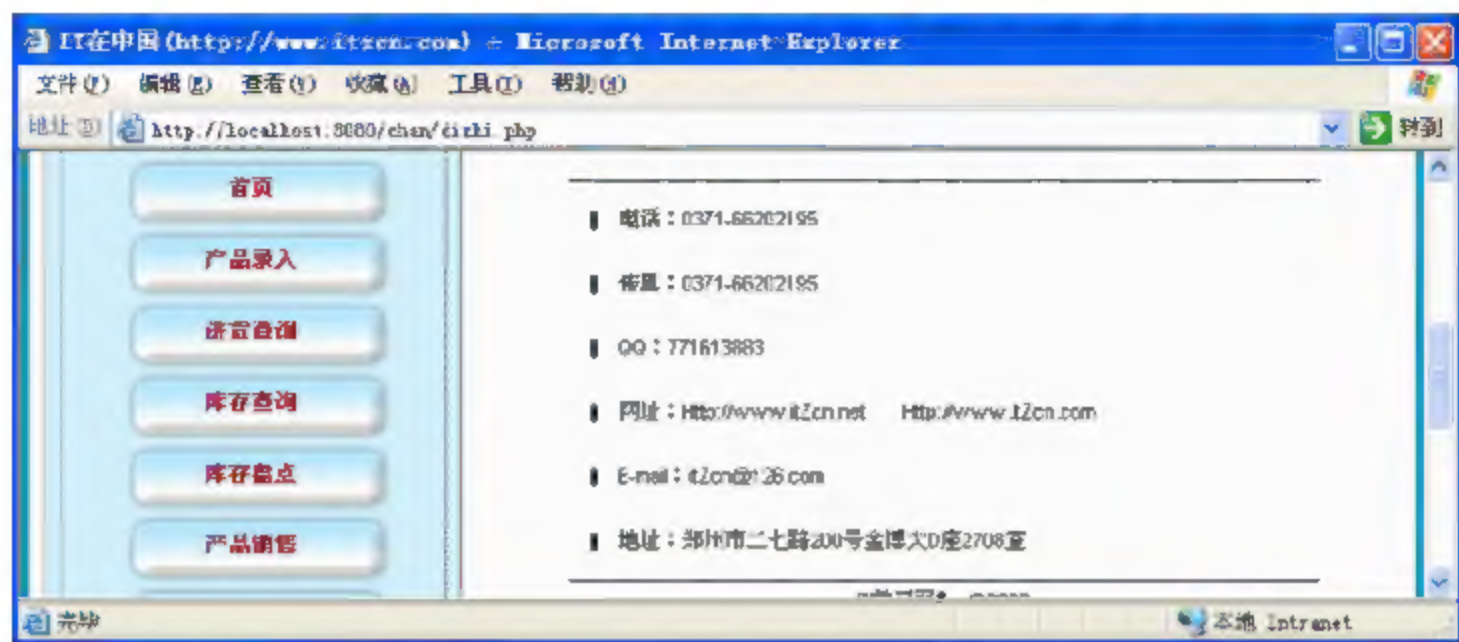 IT在中国(http://www.itzcn.com) - Microsoft Internet Explorer
文件(F) 编辑(E) 查看(V) 收藏(A) 工具(T) 帮助(H)
地址(D) http://localhost:8080/chan/ php 转到
首页
产品录入
进货查询
库存查询
库存盘点
产品销售
电话：0371-66202195
传真：0371-66202195
QQ：771613883
网址：Http://www.itZcn.net Http://www.itZcn.com
E-mail：itZcn@126.com
地址：郑州市二七路200号金博大D座2708室
完毕 本地 Intranet